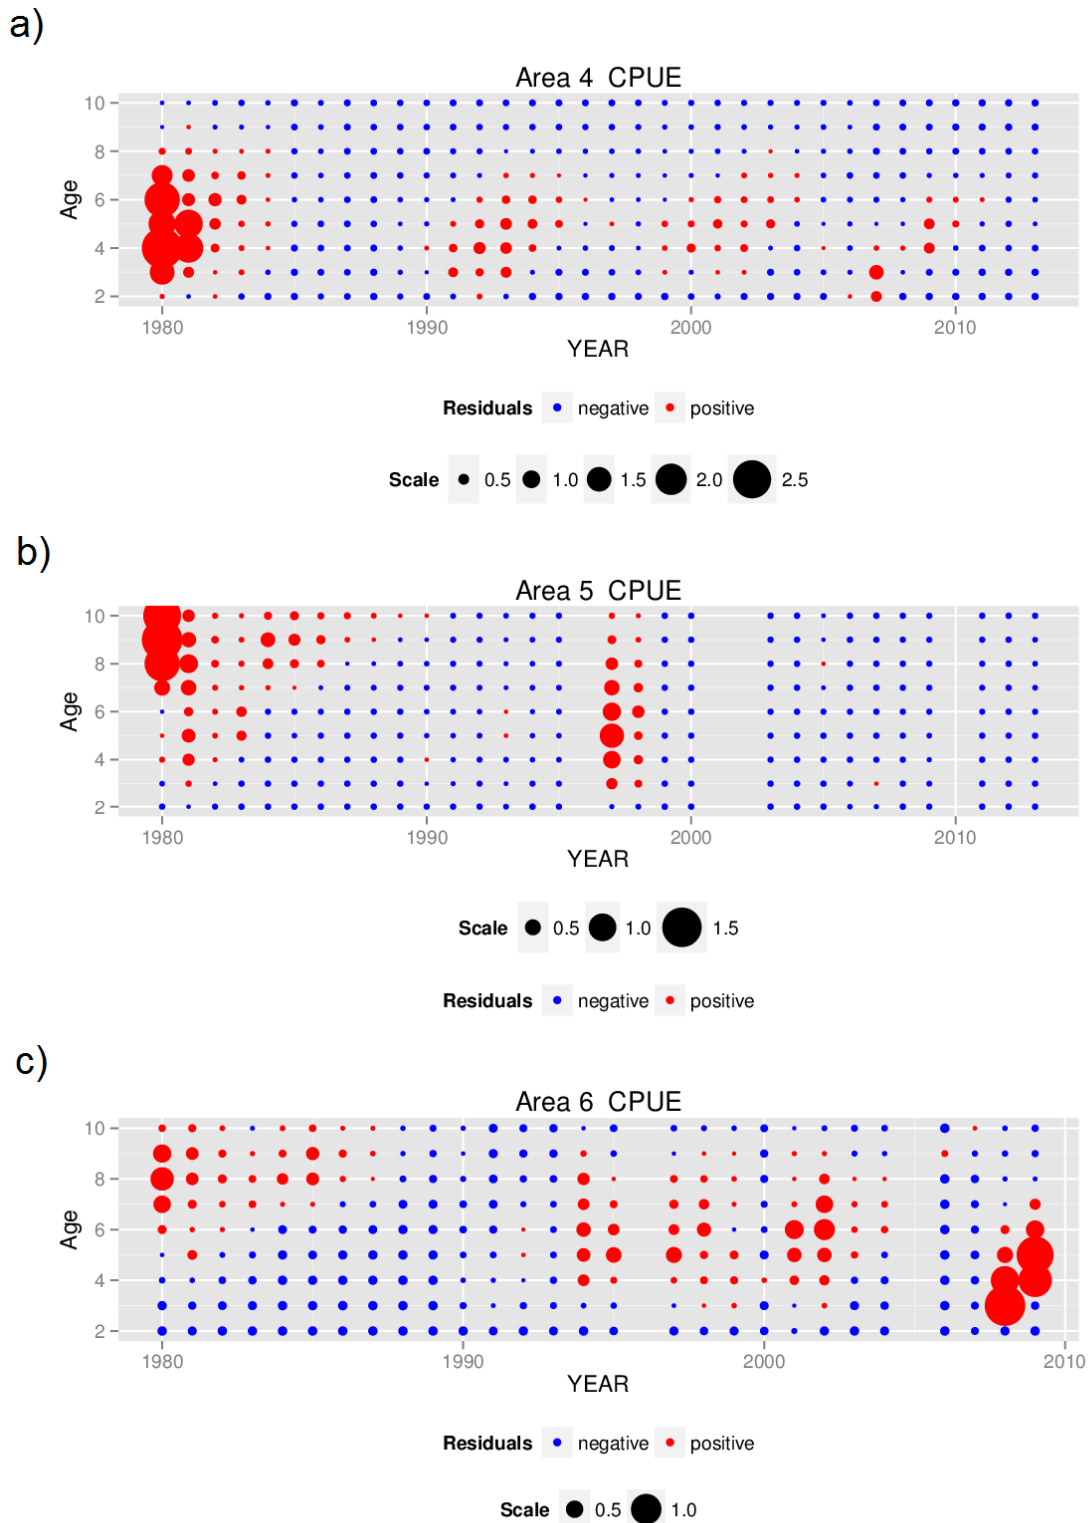 a)
Area 4 CPUE
10
8
6
4
2
Age
1980 1990 2000 2010
YEAR
Residuals negative positive
Scale 0.5 1.0 1.5 2.0 2.5
b)
Area 5 CPUE
10
8
6
4
2
Age
1980 1990 2000 2010
YEAR
Scale 0.5 1.0 1.5
Residuals negative positive
c)
Area 6 CPUE
10
8
6
4
2
Age
1980 1990 2000 2010
YEAR
Residuals negative positive
Scale 0.5 1.0